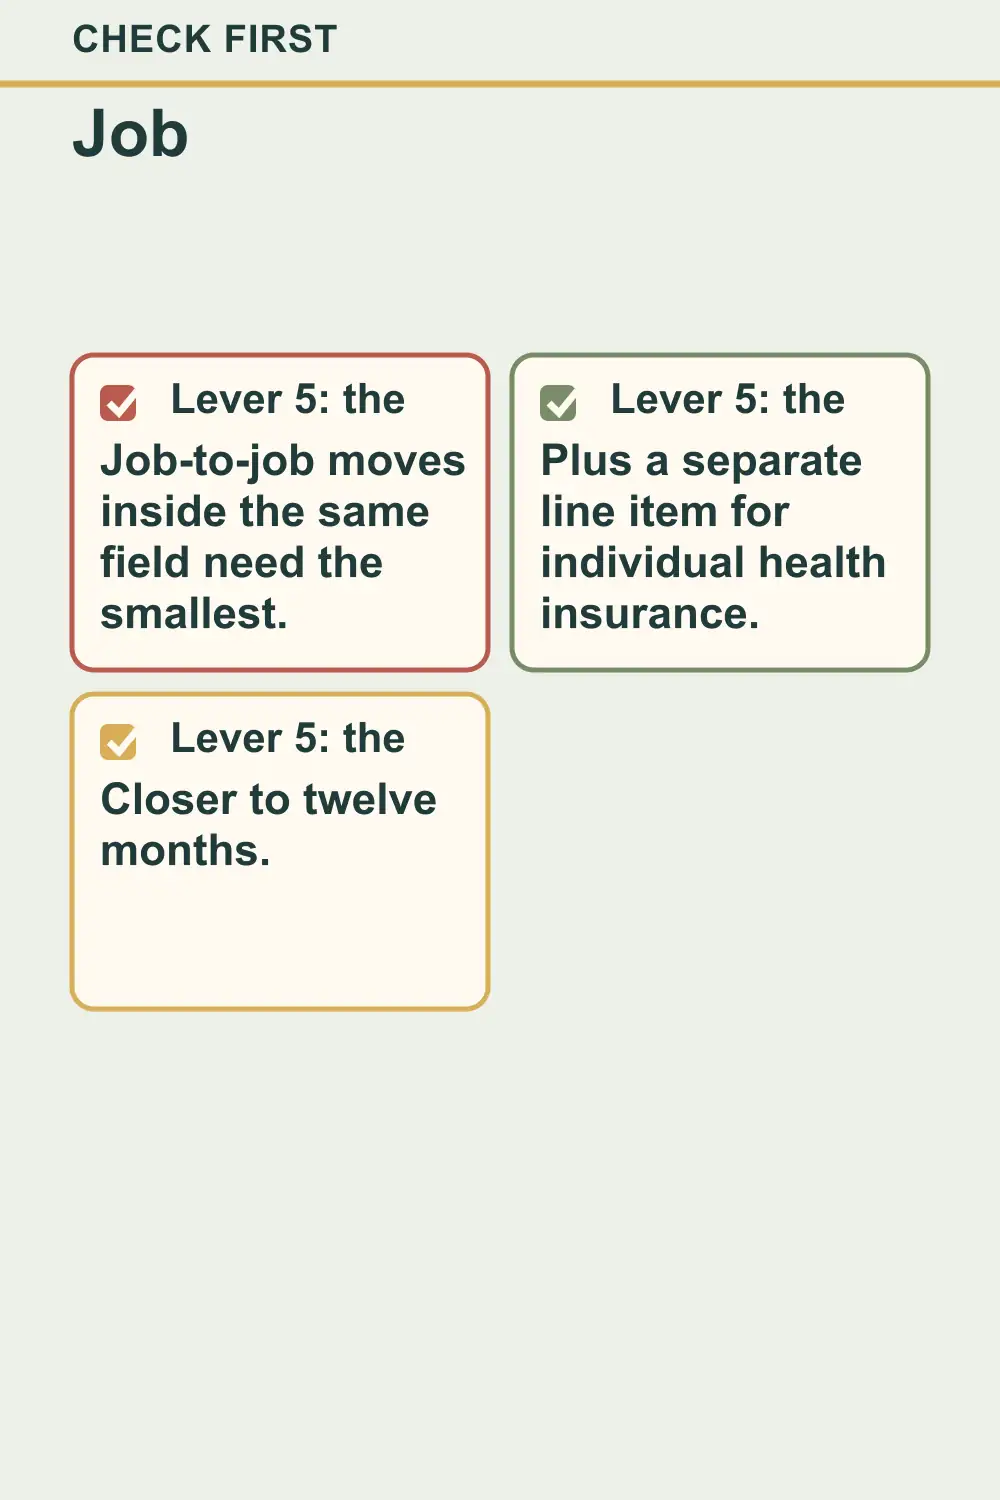 CHECK FIRST
Job
Lever 5: the
Job-to-job moves
inside the same
field need the
smallest.
Lever 5: the
Plus a separate
line item for
individual health
insurance.
Lever 5: the
Closer to twelve
months.